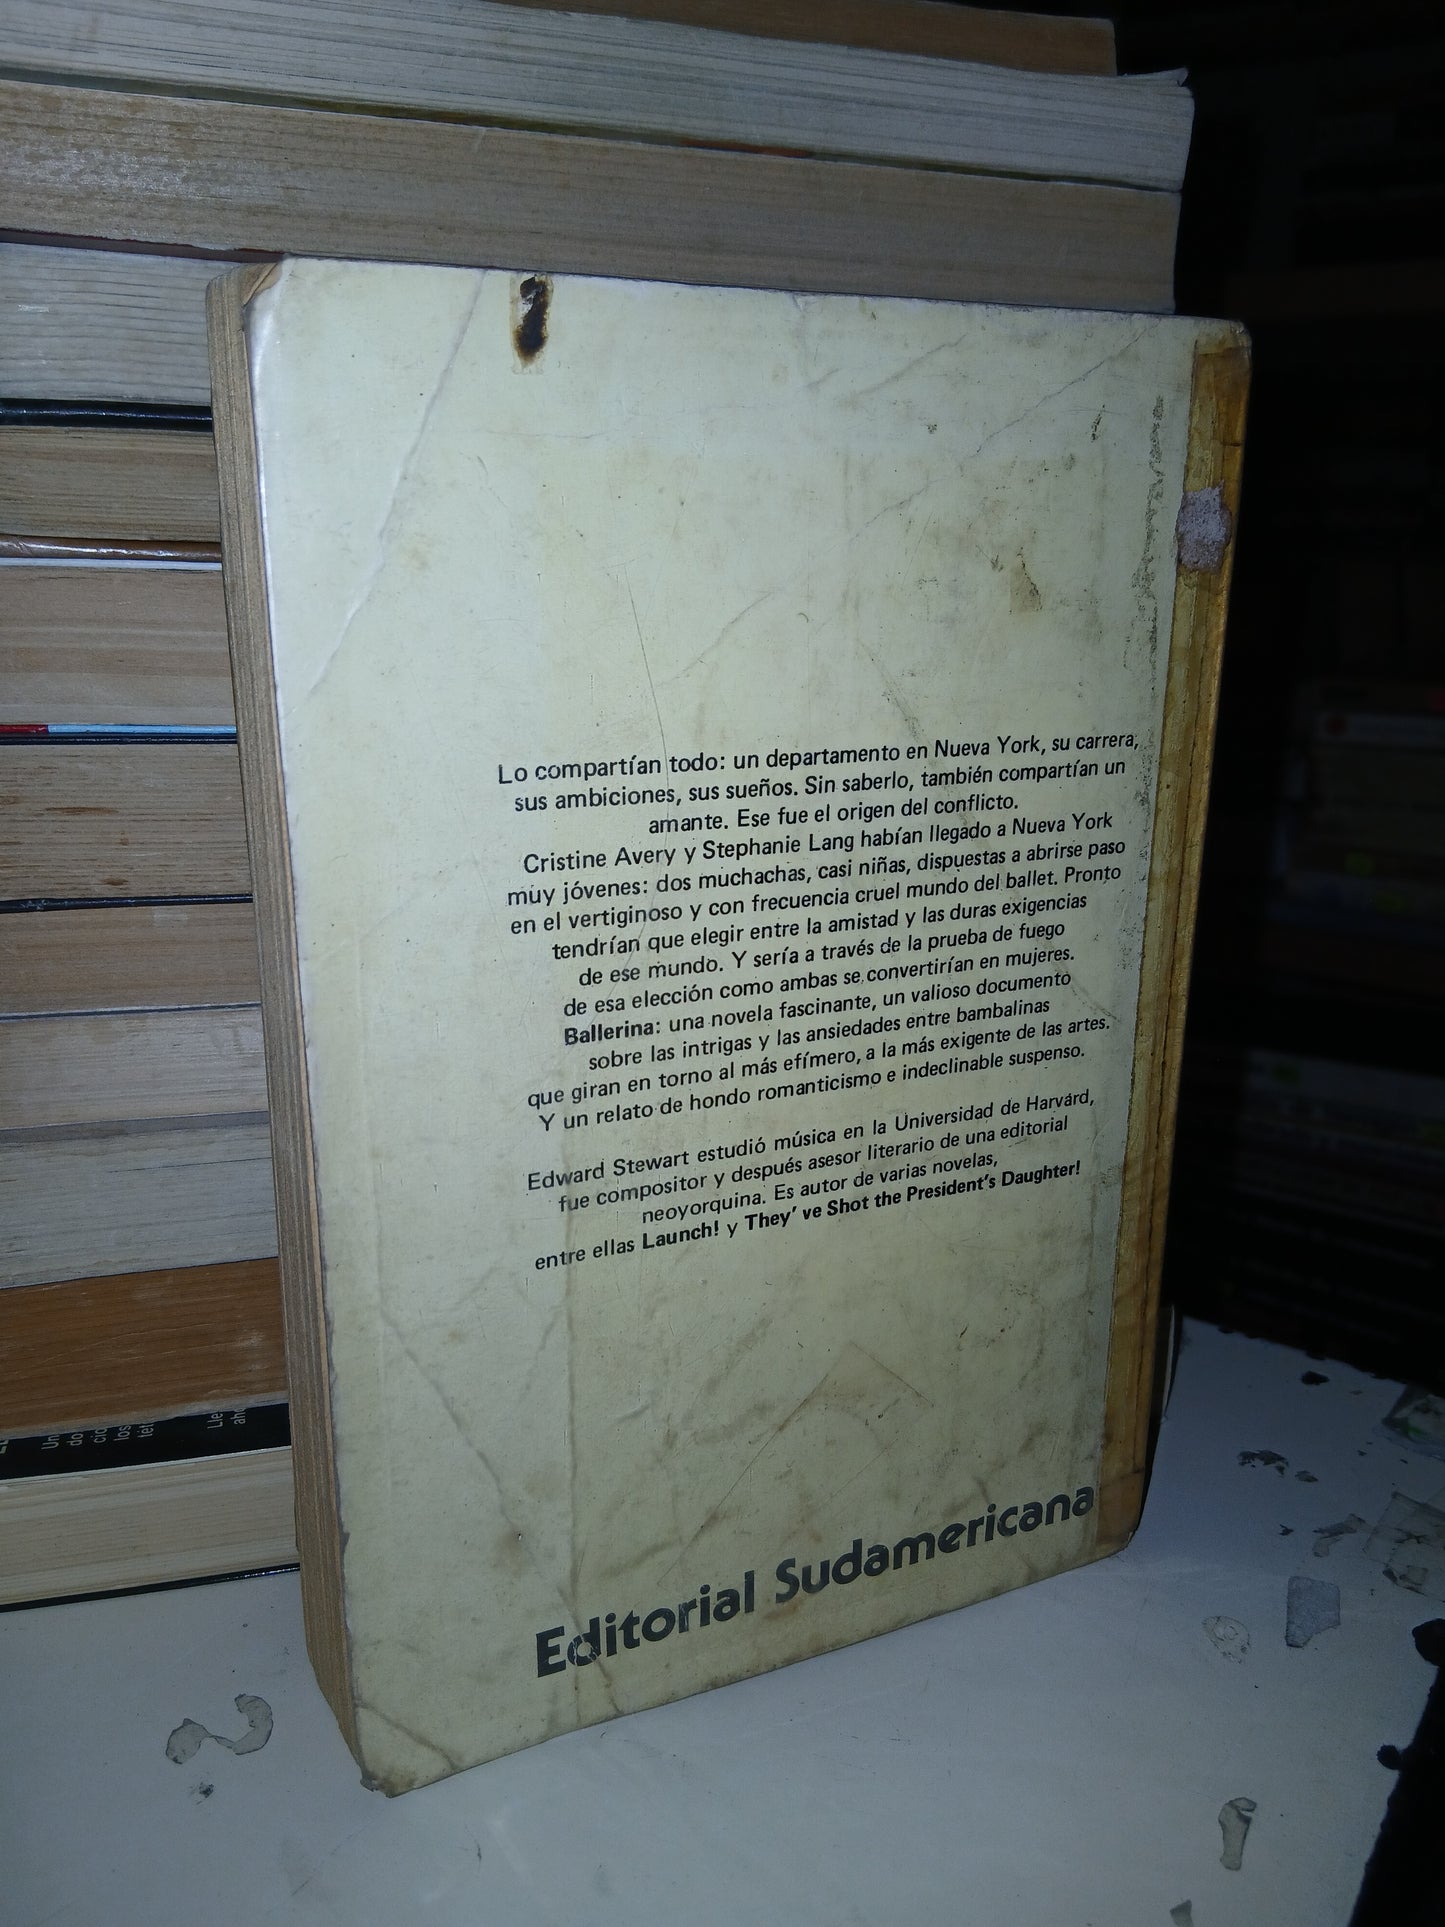 Lo compartían todo: un departamento en Nueva York, su carrera,
sus ambiciones, sus sueños. Sin saberlo, también compartían un
amante. Ese fue el origen del conflicto.
Cristine Avery y Stephanie Lang habían llegado a Nueva York
muy jóvenes: dos muchachas, casi niñas, dispuestas a abrirse paso
en el vertiginoso y con frecuencia cruel mundo del ballet. Pronto
tendrían que elegir entre la amistad y las duras exigencias
de ese mundo. Y sería a través de la prueba de fuego
de esa elección como ambas se convertirían en mujeres.
Ballerina: una novela fascinante, un valioso documento
sobre las intrigas y las ansiedades entre bambalinas
que giran en torno al más efímero, a la más exigente de las artes.
Y un relato de hondo romanticismo e indeclinable suspenso.
Edward Stewart estudió música en la Universidad de Harvard,
fue compositor y después asesor literario de una editorial
neoyorquina. Es autor de varias novelas,
entre ellas Launch! y They' ve Shot the President's Daughter!
Editorial Sudamericana